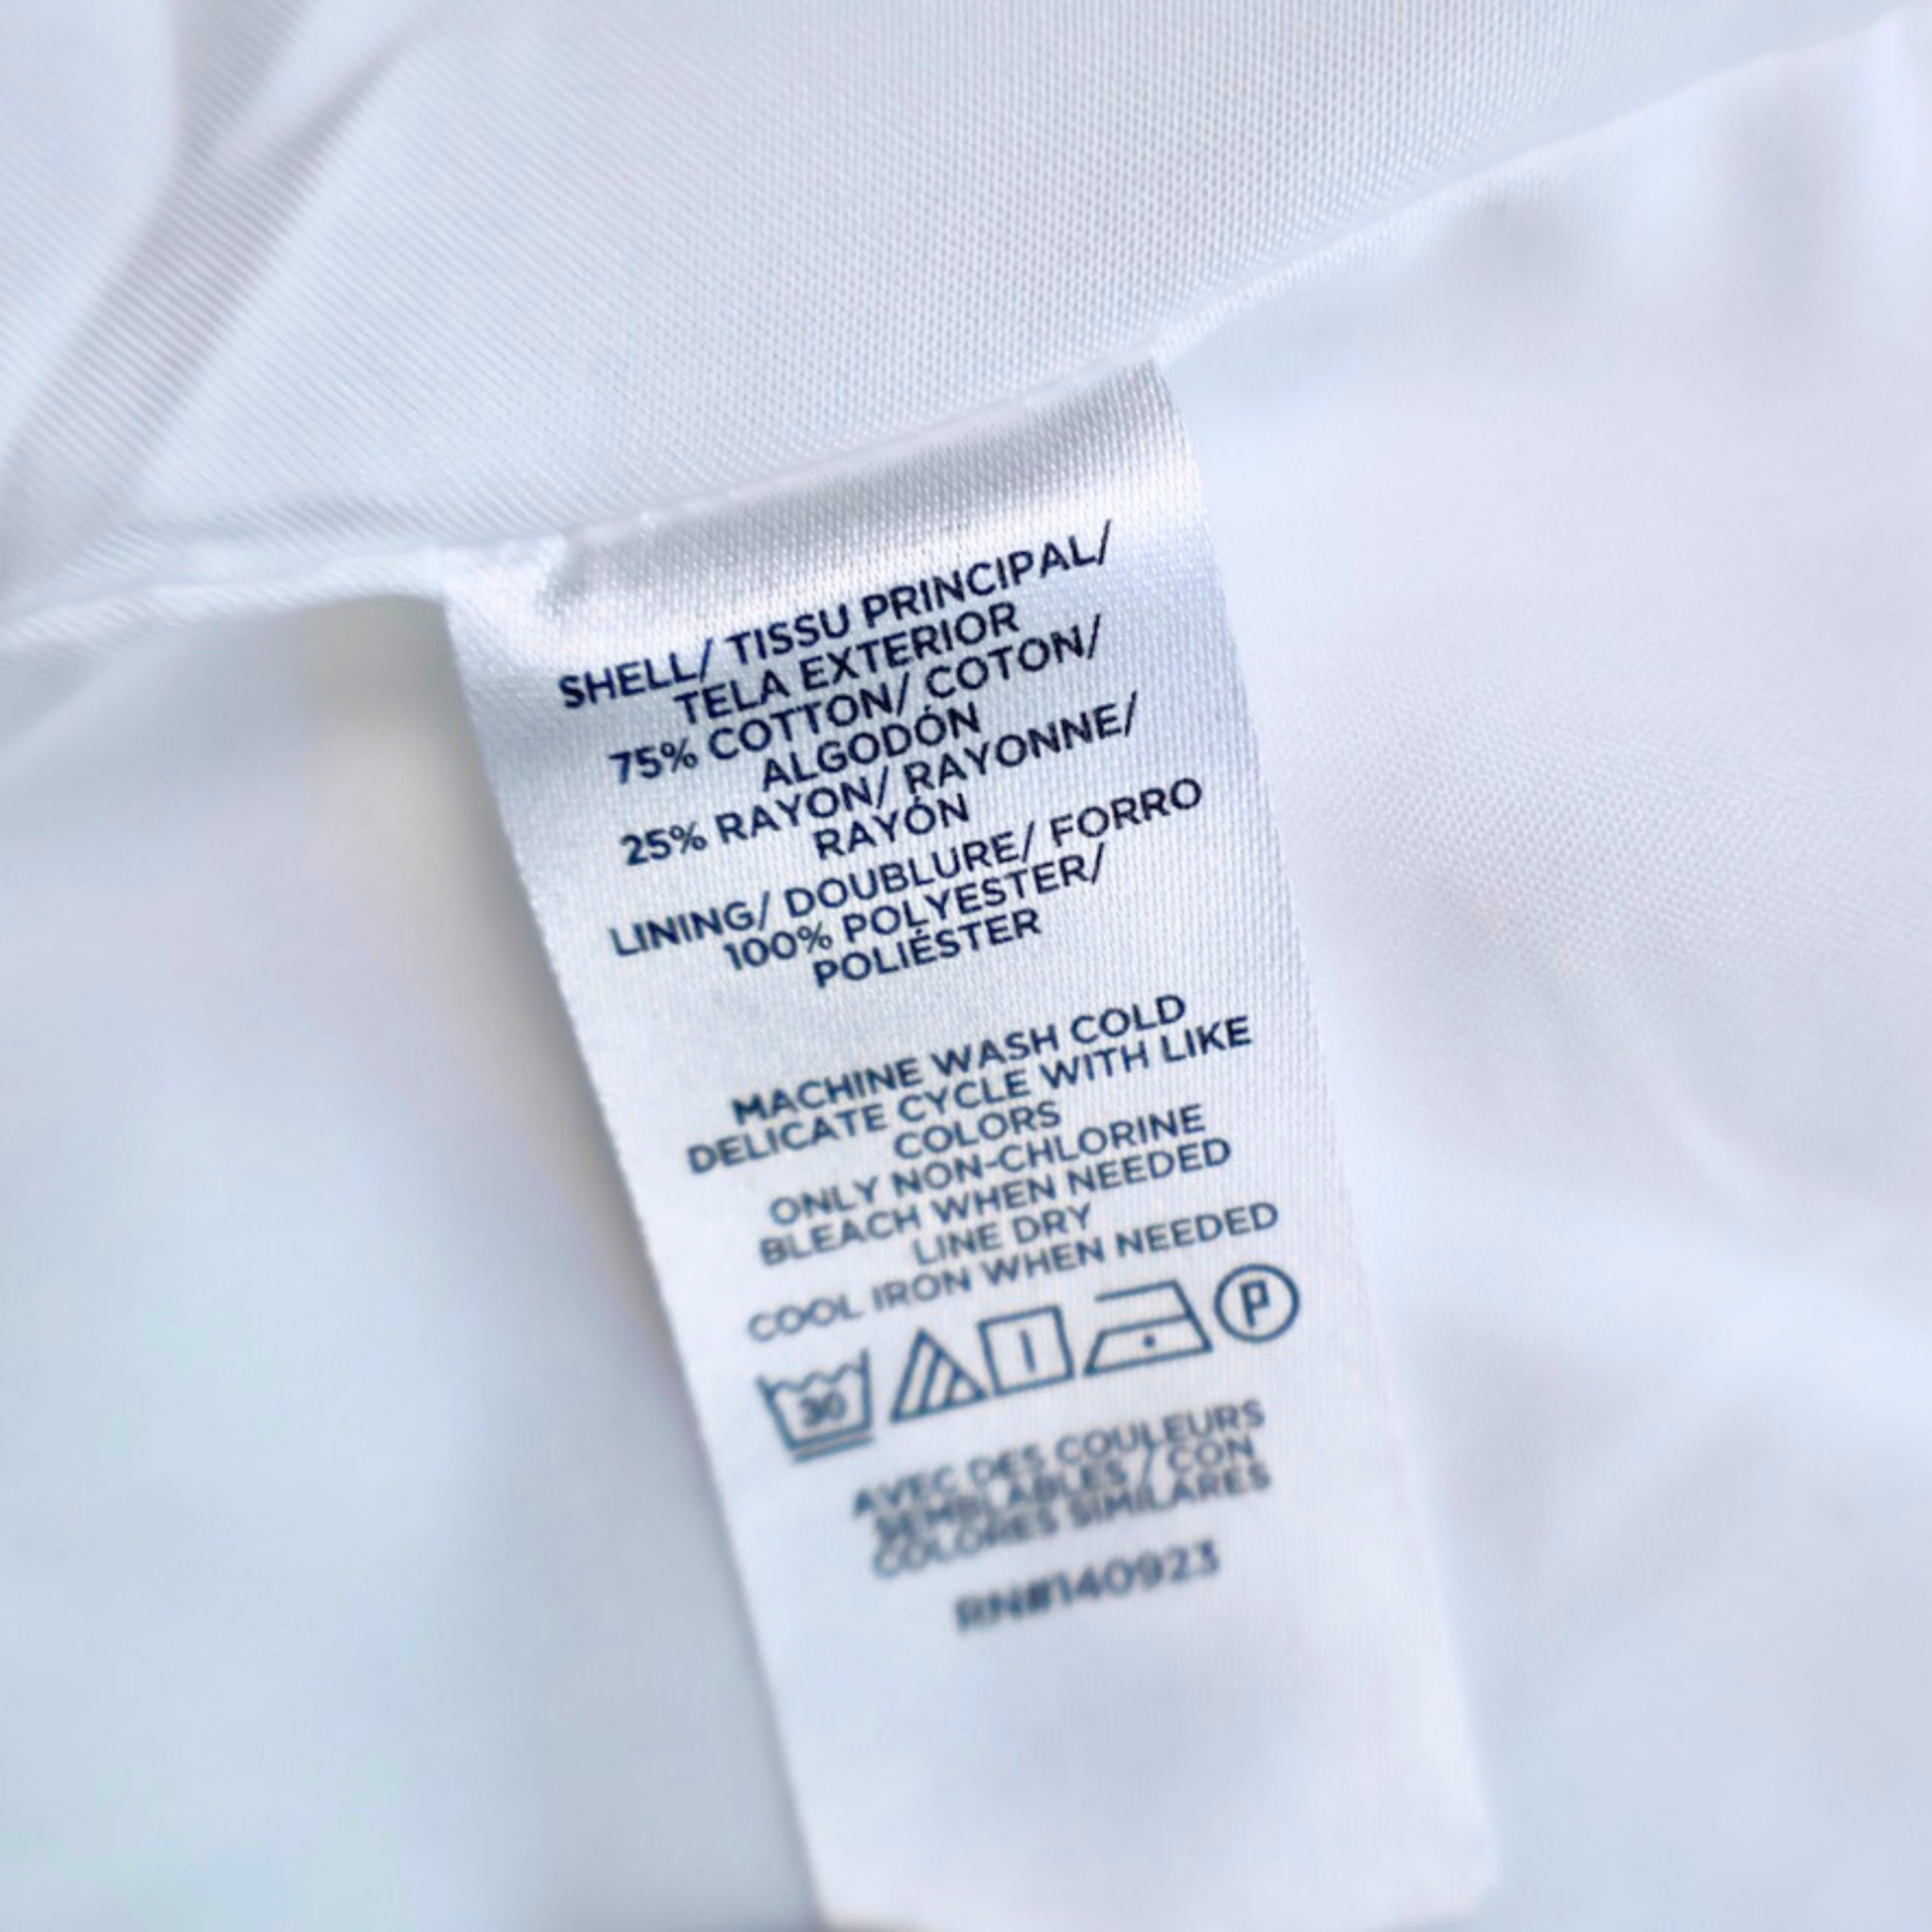 SHELL/ TISSU PRINCIPAL/
TELA EXTERIOR
75% COTTON/ COTON/
ALGODÓN
25% RAYON/ RAYONNE/
RAYÓN
LINING/ DOUBLURE/ FORRO
100% POLYESTER/
POLIÉSTER
MACHINE WASH COLD
DELICATE CYCLE WITH LIKE
COLORS
ONLY NON-CHLORINE
BLEACH WHEN NEEDED
LINE DRY
COOL IRON WHEN NEEDED
30 P
AVEC DES COULEURS
SEMBLABLES / CON
COLORES SIMILARES
RN#140923